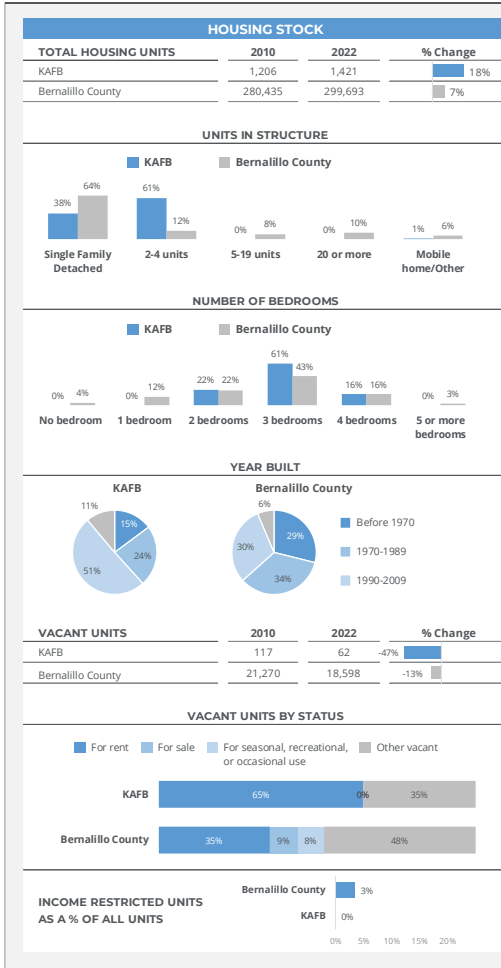 HOUSING STOCK
TOTAL HOUSING UNITS 2010 2022 % Change
KAFB 1,206 1,421 18%
Bernalillo County 280,435 299,693 7%
UNITS IN STRUCTURE
KAFB Bernalillo County
38% 64% 61% 12% 0% 8% 0% 10% 1% 6%
Single Family 2-4 units 5-19 units 20 or more Mobile
Detached home/Other
NUMBER OF BEDROOMS
KAFB Bernalillo County
0% 4% 0% 12% 22% 22% 61% 43% 16% 16% 0% 3%
No bedroom 1 bedroom 2 bedrooms 3 bedrooms 4 bedrooms 5 or more
bedrooms
YEAR BUILT
KAFB Bernalillo County
11% 15% 24% 51%
6% 29% 34% 30%
Before 1970
1970-1989
1990-2009
VACANT UNITS 2010 2022 % Change
KAFB 117 62 -47%
Bernalillo County 21,270 18,598 -13%
VACANT UNITS BY STATUS
For rent For sale For seasonal, recreational, Other vacant
or occasional use
KAFB 65% 0% 35%
Bernalillo County 35% 9% 8% 48%
INCOME RESTRICTED UNITS
AS A % OF ALL UNITS
Bernalillo County 3%
KAFB 0%
0% 5% 10% 15% 20%